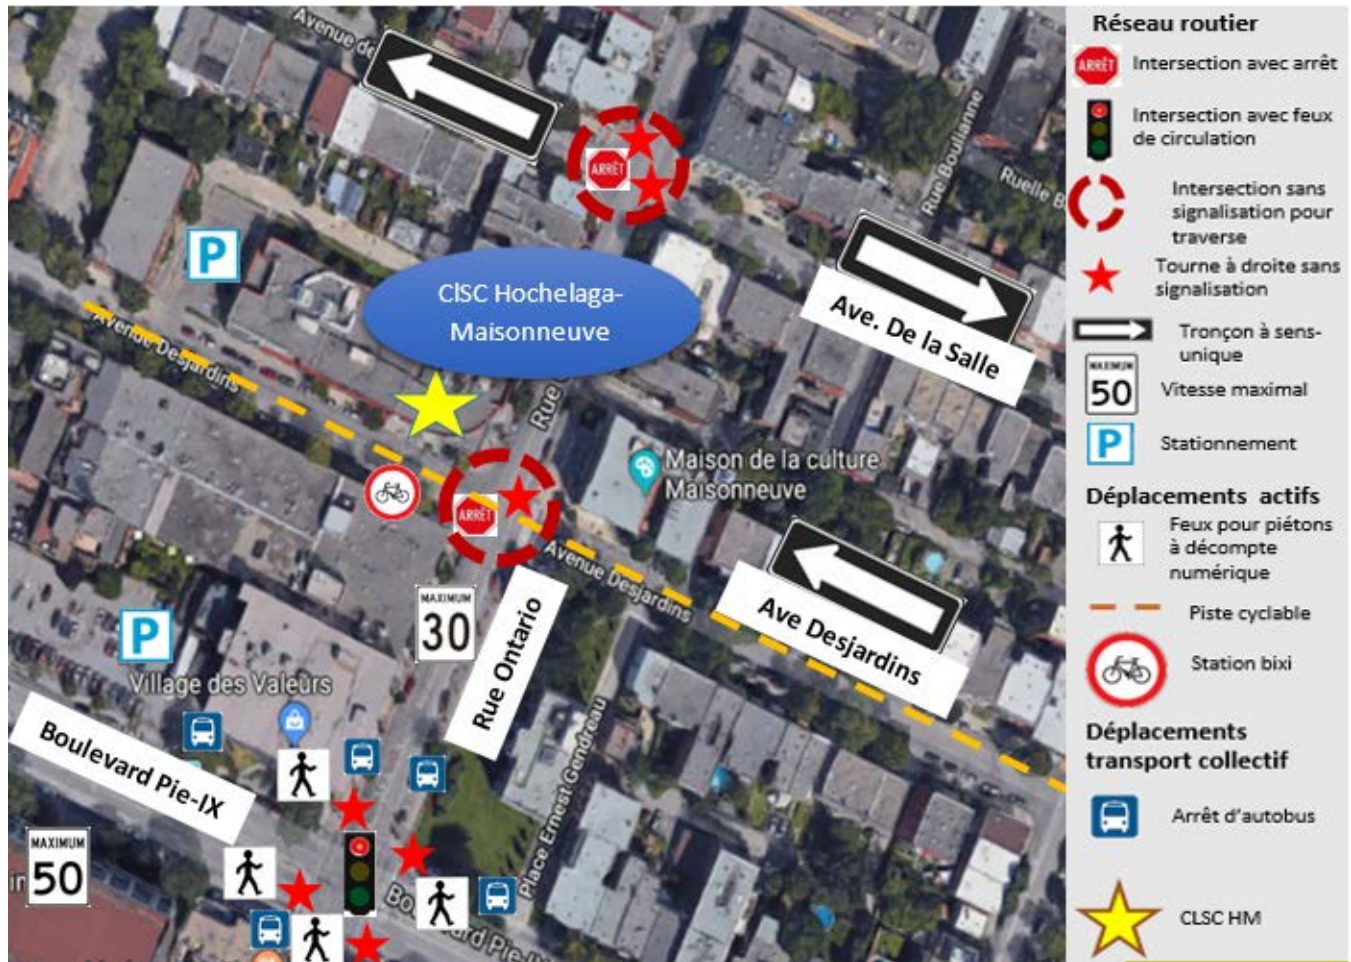 Avenue de
ARRÊT
Rue Boulianne
Ruelle B
ClSC Hochelaga-
Maisonneuve
P
Ave. De la Salle
Avenue Desjardins
Rue
Maison de la culture
Maisonneuve
ARRÊT
Avenue Desjardins
Ave Desjardins
MAXIMUM
30
Rue Ontario
P
Village des Valeurs
Boulevard Pie-IX
Place Ernest Gendreau
MAXIMUM
50
Réseau routier
ARRÊT
Intersection avec arrêt
Intersection avec feux
de circulation
Intersection sans
signalisation pour
traverse
Tourne à droite sans
signalisation
Tronçon à sens-
unique
MAXIMUM
50
Vitesse maximal
P
Stationnement
Déplacements actifs
Feux pour piétons
à décompte
numérique
Piste cyclable
Station bixi
Déplacements
transport collectif
Arrêt d'autobus
CLSC HM